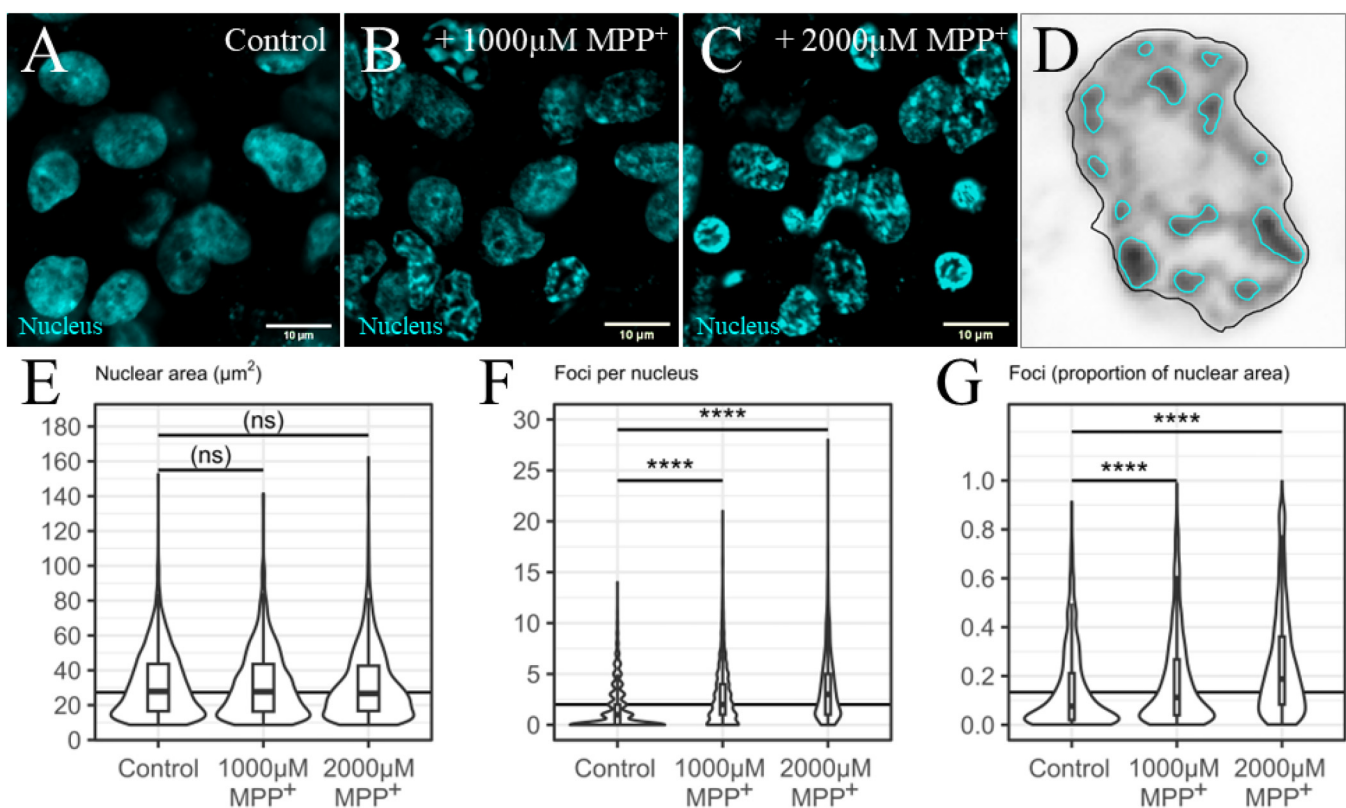 A Control
B + 1000µM MPP⁺
C + 2000µM MPP⁺
D
Nucleus 10 µm
Nucleus 10 µm
Nucleus 10 µm
E Nuclear area (µm²)
(ns)
(ns)
180
160
140
120
100
80
60
40
20
0
Control 1000µM MPP⁺ 2000µM MPP⁺
F Foci per nucleus
****
****
30
25
20
15
10
5
0
Control 1000µM MPP⁺ 2000µM MPP⁺
G Foci (proportion of nuclear area)
****
****
1.0
0.8
0.6
0.4
0.2
0.0
Control 1000µM MPP⁺ 2000µM MPP⁺